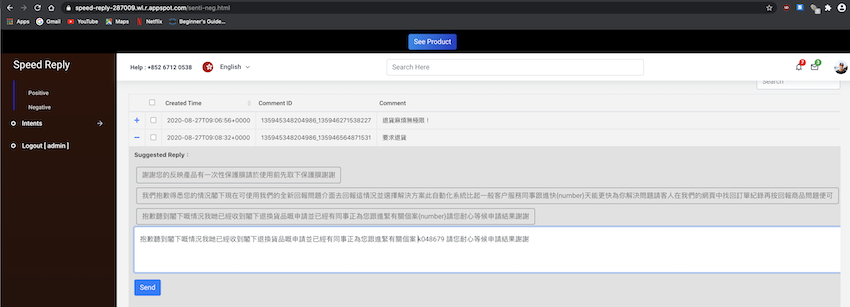 speed-reply-287009.wl.r.appspot.com/senti-neg.html
Apps Gmail YouTube Maps Netflix Beginner's Guide...
See Product
Speed Reply
Help : +852 6712 0538 English Search Here
Search
Positive
Negative
Intents
Logout [ admin ]
Created Time Comment ID Comment
2020-08-27T09:06:56+0000 135945348204986_135946271538227 退貨麻煩無極限！
2020-08-27T09:08:32+0000 135945348204986_135946564871531 要求退貨
Suggested Reply :
謝謝您的反映產品有一次性保護膜請於使用前先取下保護膜謝謝
我們抱歉得悉您的情況閣下現在可使用我們的全新回報問題介面去回報這情況並選擇解決方案此自動化系統比起一般客户服務同事跟進快{number}天能更快為你解決問題請客人在我們的網頁中找回訂單紀錄再按回報商品問題便可
抱歉聽到閣下嘅情況我哋已經收到閣下退換貨品嘅申請並已經有同事正為您跟進緊有關個案{number}請您耐心等候申請結果謝謝
抱歉聽到閣下嘅情況我哋已經收到閣下退換貨品嘅申請並已經有同事正為您跟進緊有關個案 k048679 請您耐心等候申請結果謝謝
Send